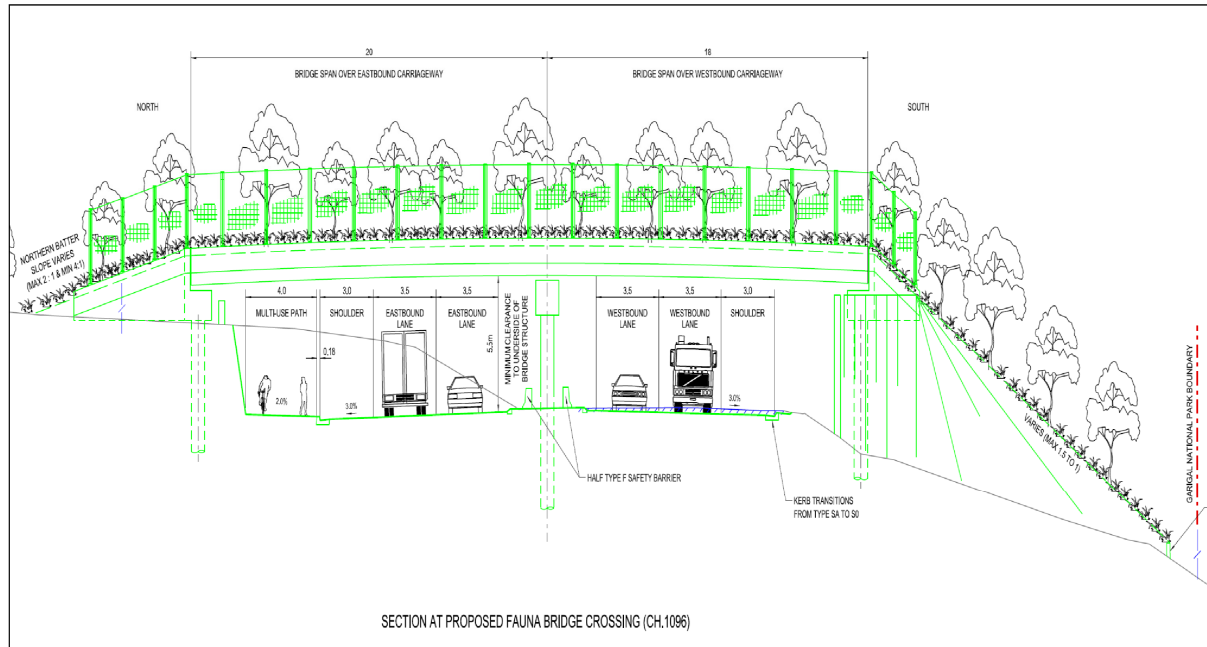 20
18
BRIDGE SPAN OVER EASTBOUND CARRIAGEWAY
BRIDGE SPAN OVER WESTBOUND CARRIAGEWAY
NORTH
SOUTH
NORTHERN BATTER
SLOPE VARIES
(MAX 2 : 1 & MIN 4:1)
4,0
3,0
3,5
3,5
3,5
3,5
3,0
MULTI-USE PATH
SHOULDER
EASTBOUND
LANE
EASTBOUND
LANE
5,5m
MINIMUM CLEARANCE
TO UNDERSIDE OF
BRIDGE STRUCTURE
WESTBOUND
LANE
WESTBOUND
LANE
SHOULDER
0,18
2.0%
3.0%
3.0%
VARIES (MAX 1.5 TO 1)
GARIGAL NATIONAL PARK BOUNDARY
HALF TYPE F SAFETY BARRIER
KERB TRANSITIONS
FROM TYPE SA TO SO
SECTION AT PROPOSED FAUNA BRIDGE CROSSING (CH.1096)